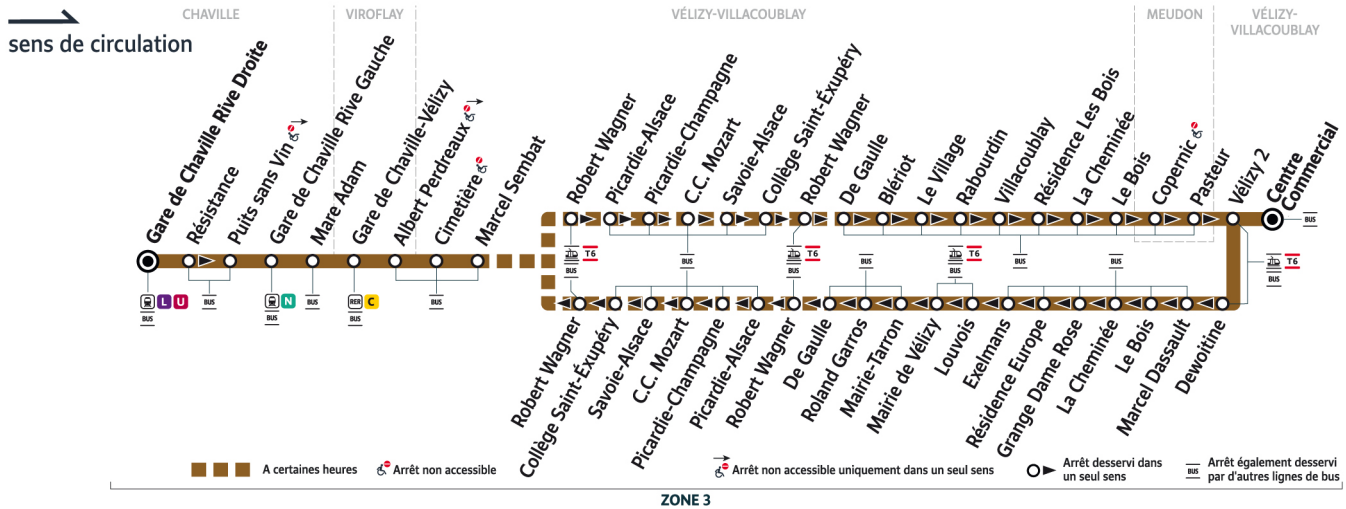 CHAVILLE
VIROFLAY
VÉLIZY-VILLACOUBLAY
MEUDON
VÉLIZY-
VILLACOUBLAY
sens de circulation
Gare de Chaville Rive Droite
Résistance
Puits sans Vin
Gare de Chaville Rive Gauche
Mare Adam
Gare de Chaville-Vélizy
Albert Perdreaux
Cimetière
Marcel Sembat
Robert Wagner
Picardie-Alsace
Picardie-Champagne
C.C. Mozart
Savoie-Alsace
Collège Saint-Éxupéry
Robert Wagner
De Gaulle
Blériot
Le Village
Rabourdin
Villacoublay
Résidence Les Bois
La Cheminée
Le Bois
Copernic
Pasteur
Vélizy 2
Centre
Commercial
BUS
T6
BUS
BUS
T6
BUS
BUS
T6
BUS
BUS
BUS
T6
BUS
L U
BUS
BUS
N
BUS
BUS
RER C
BUS
BUS
Robert Wagner
Collège Saint-Éxupéry
Savoie-Alsace
C.C. Mozart
Picardie-Champagne
Picardie-Alsace
Robert Wagner
De Gaulle
Roland Garros
Mairie-Tarron
Mairie de Vélizy
Louvois
Exelmans
Résidence Europe
Grange Dame Rose
La Cheminée
Le Bois
Marcel Dassault
Dewoitine
A certaines heures
Arrêt non accessible
Arrêt non accessible uniquement dans un seul sens
Arrêt desservi dans
un seul sens
BUS
Arrêt également desservi
par d'autres lignes de bus
ZONE 3